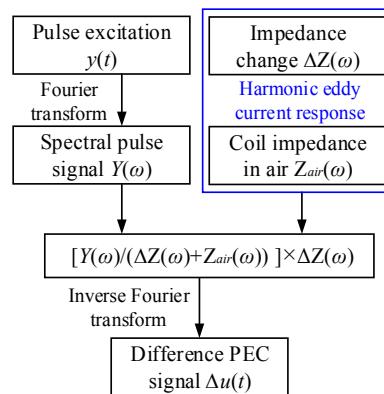 Pulse excitation
y(t)
Impedance
change ΔZ(ω)
Fourier
transform
Harmonic eddy
current response
Spectral pulse
signal Y(ω)
Coil impedance
in air Zair(ω)
[Y(ω)/(ΔZ(ω)+Zair(ω)) ]×ΔZ(ω)
Inverse Fourier
transform
Difference PEC
signal Δu(t)